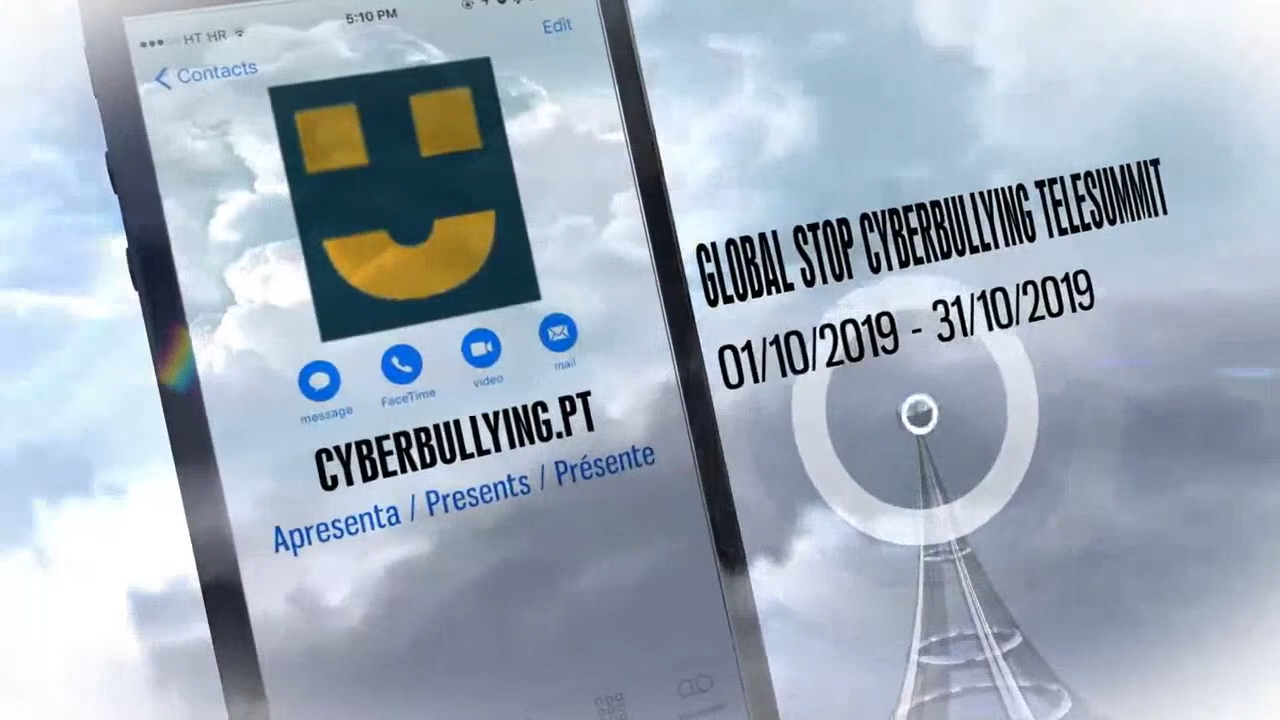 HT HR
5:10 PM
Contacts
Edit
message
FaceTime
video
mail
CYBERBULLYING.PT
Apresenta / Presents / Présente
GLOBAL STOP CYBERBULLYING TELESUMMIT
01/10/2019 - 31/10/2019